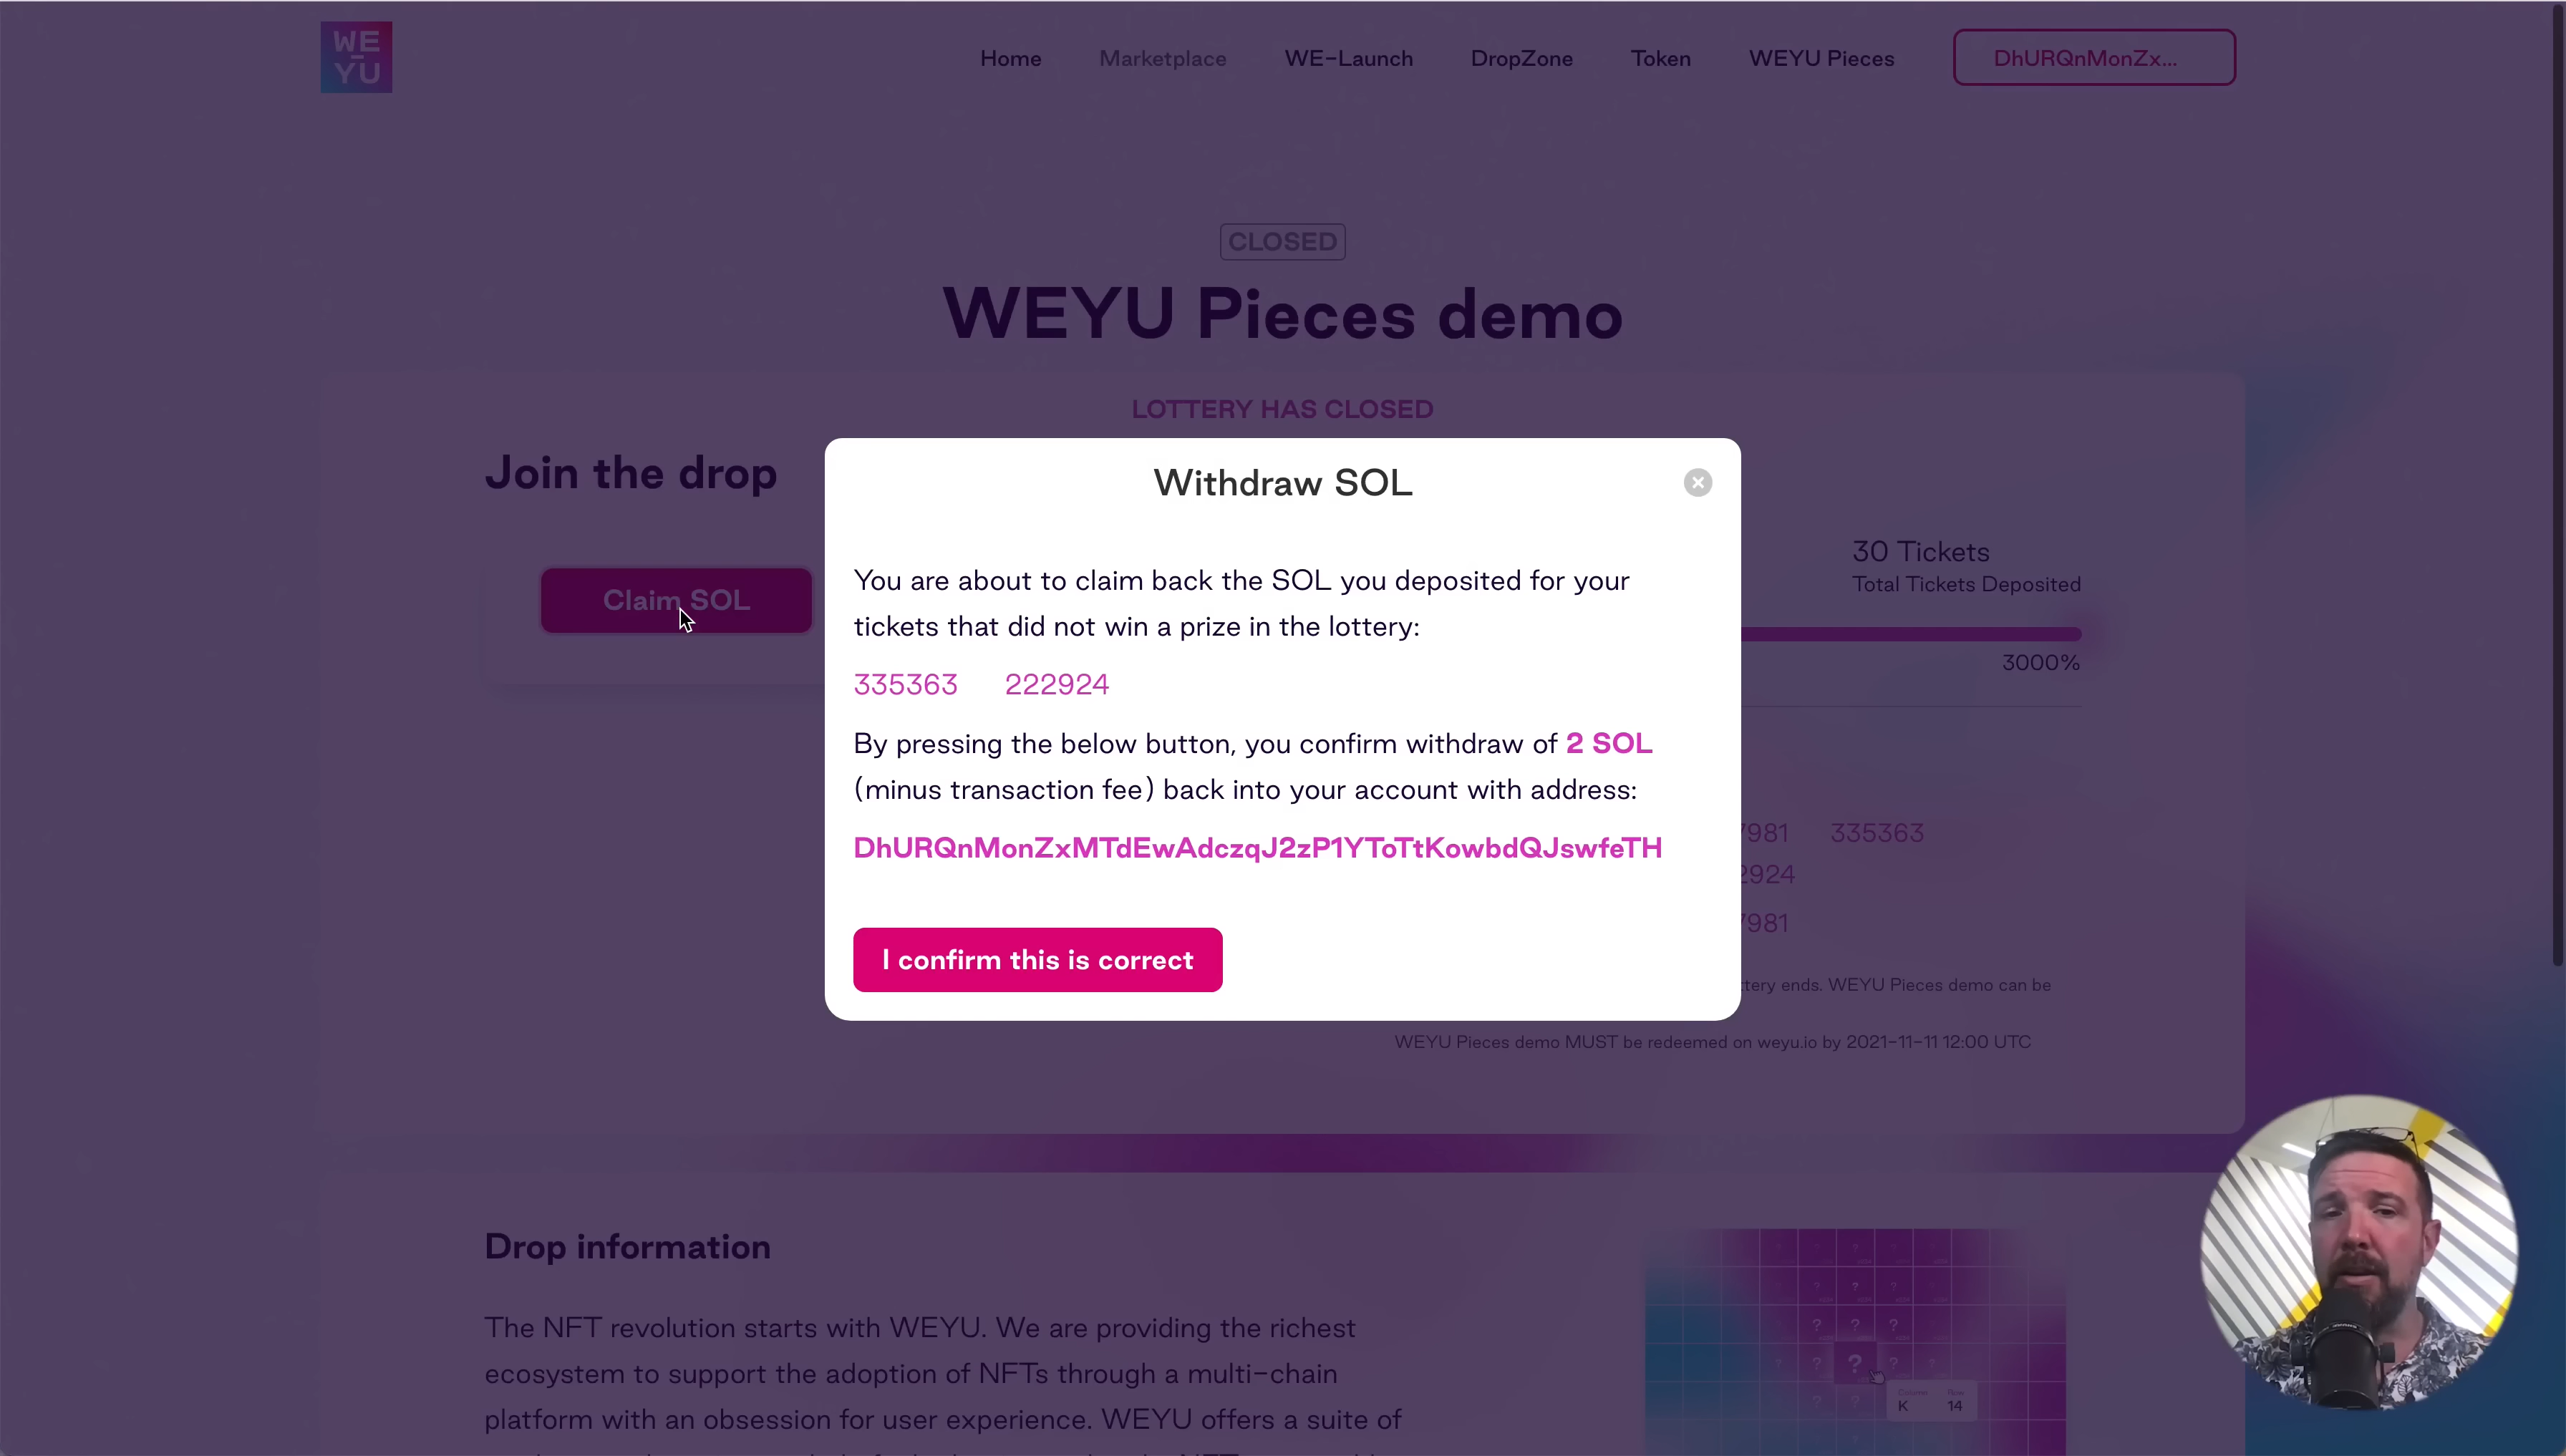 WE
YU
Home Marketplace WE-Launch DropZone Token WEYU Pieces DhURQnMonZx...
CLOSED
WEYU Pieces demo
LOTTERY HAS CLOSED
Join the drop
Claim SOL
30 Tickets
Total Tickets Deposited
3000%
Withdraw SOL
You are about to claim back the SOL you deposited for your
tickets that did not win a prize in the lottery:
335363 222924
By pressing the below button, you confirm withdraw of 2 SOL
(minus transaction fee) back into your account with address:
DhURQnMonZxMTdEwAdczqJ2zP1YToTtKowbdQJswfeTH
I confirm this is correct
7981 335363
2924
7981
ttery ends. WEYU Pieces demo can be
WEYU Pieces demo MUST be redeemed on weyu.io by 2021-11-11 12:00 UTC
Drop information
The NFT revolution starts with WEYU. We are providing the richest
ecosystem to support the adoption of NFTs through a multi-chain
platform with an obsession for user experience. WEYU offers a suite of
? ? ?
? ? ?
K 14